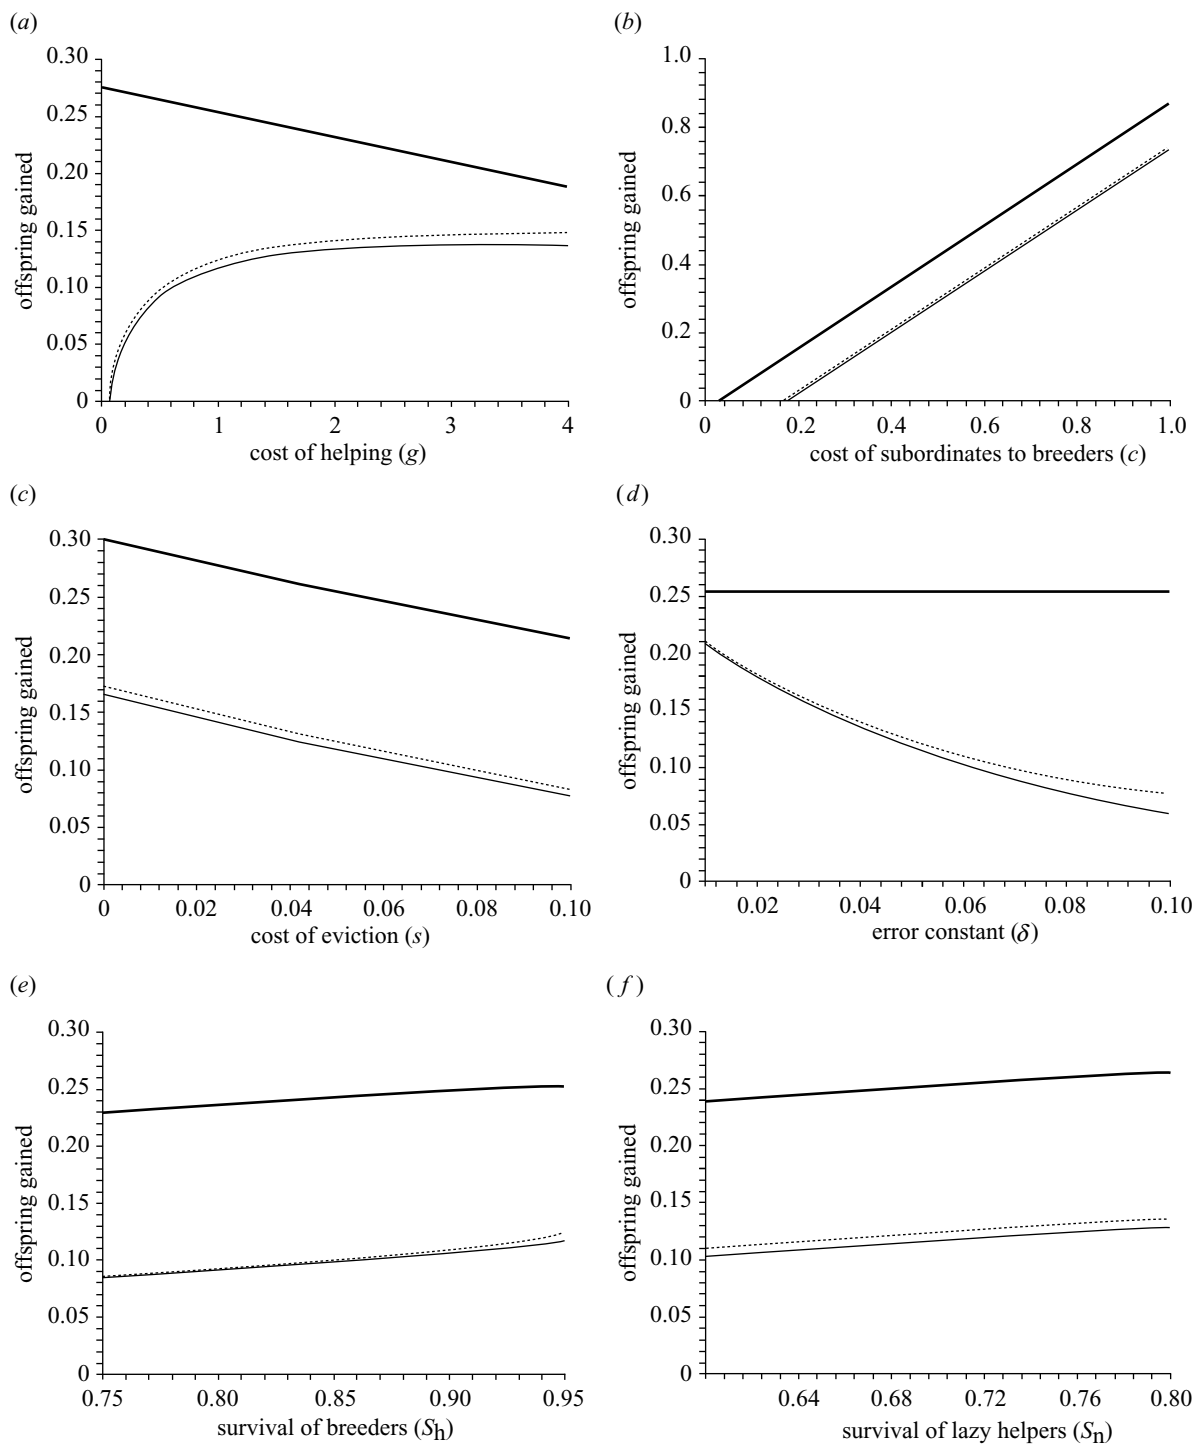 (a)
0.30
0.25
0.20
0.15
0.10
0.05
0
offspring gained
0 1 2 3 4
cost of helping (g)
(b)
1.0
0.8
0.6
0.4
0.2
0
offspring gained
0 0.2 0.4 0.6 0.8 1.0
cost of subordinates to breeders (c)
(c)
0.30
0.25
0.20
0.15
0.10
0.05
0
offspring gained
0 0.02 0.04 0.06 0.08 0.10
cost of eviction (s)
(d)
0.30
0.25
0.20
0.15
0.10
0.05
0
offspring gained
0.02 0.04 0.06 0.08 0.10
error constant (δ)
(e)
0.30
0.25
0.20
0.15
0.10
0.05
0
offspring gained
0.75 0.80 0.85 0.90 0.95
survival of breeders (Sh)
(f)
0.30
0.25
0.20
0.15
0.10
0.05
0
offspring gained
0.64 0.68 0.72 0.76 0.80
survival of lazy helpers (Sn)